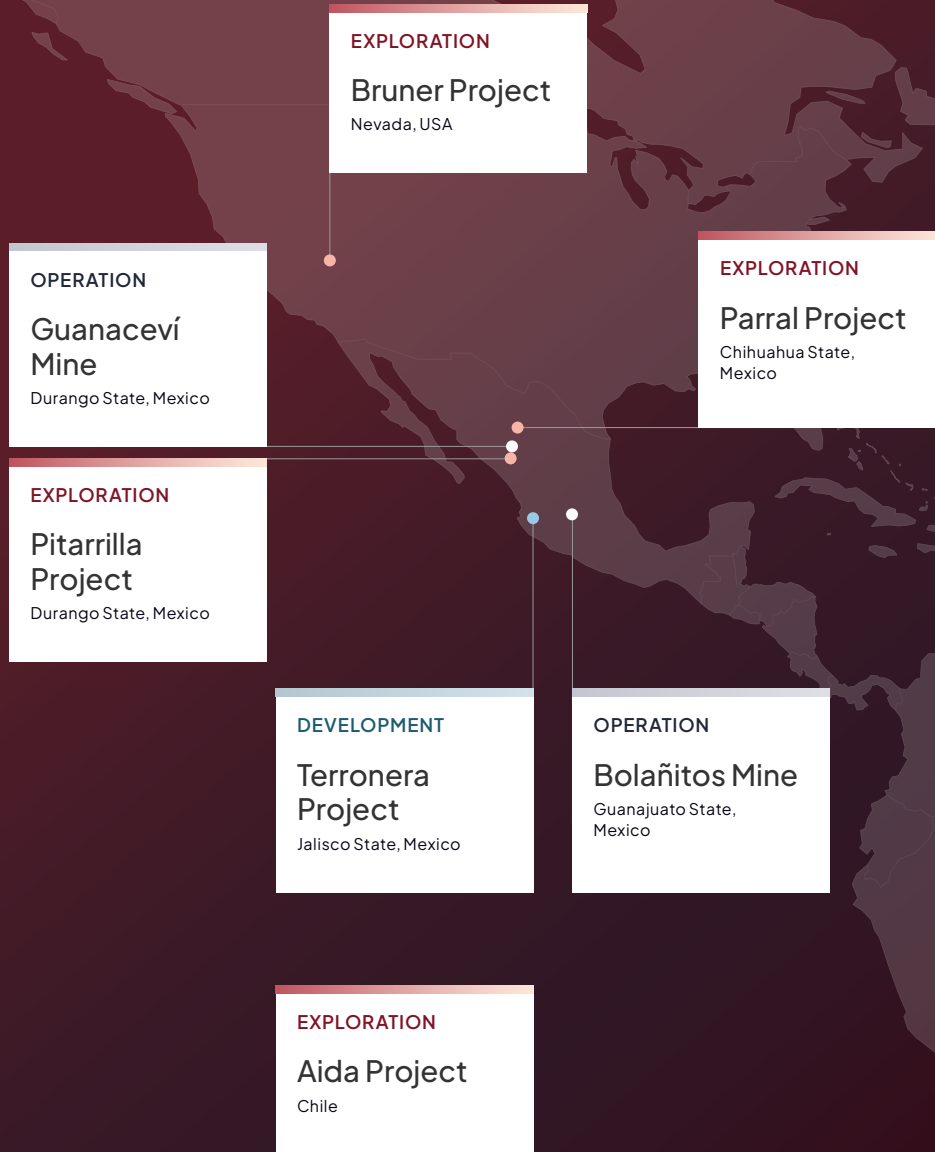 EXPLORATION
Bruner Project
Nevada, USA
OPERATION
Guanaceví
Mine
Durango State, Mexico
EXPLORATION
Parral Project
Chihuahua State,
Mexico
EXPLORATION
Pitarrilla
Project
Durango State, Mexico
DEVELOPMENT
Terronera
Project
Jalisco State, Mexico
OPERATION
Bolañitos Mine
Guanajuato State,
Mexico
EXPLORATION
Aida Project
Chile